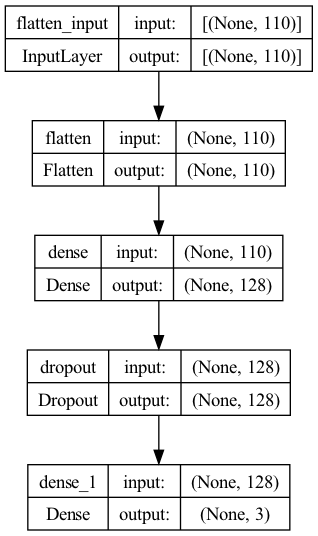 flatten_input input: [(None, 110)]
InputLayer output: [(None, 110)]
flatten input: (None, 110)
Flatten output: (None, 110)
dense input: (None, 110)
Dense output: (None, 128)
dropout input: (None, 128)
Dropout output: (None, 128)
dense_1 input: (None, 128)
Dense output: (None, 3)